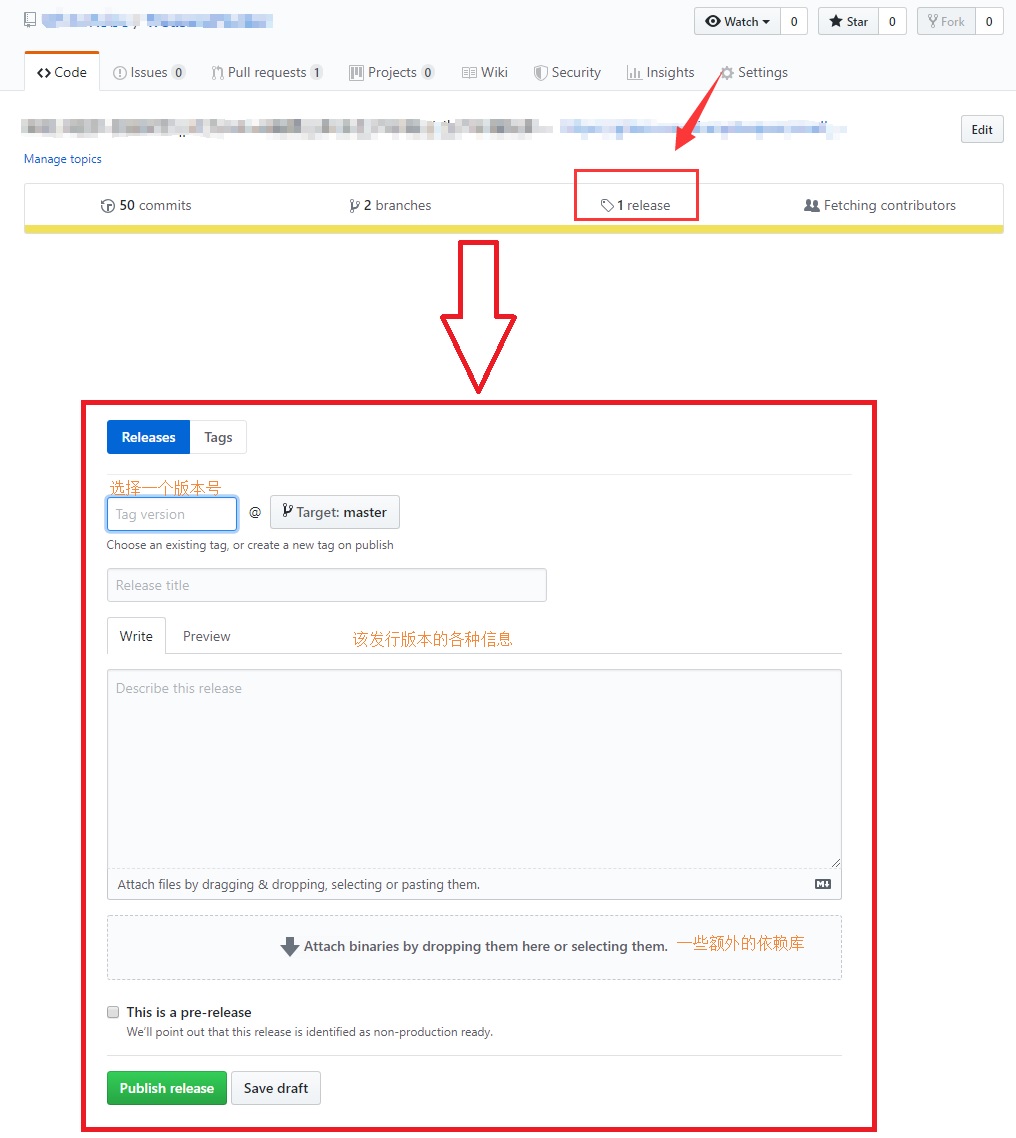 Watch 0 Star 0 Fork 0
Code Issues 0 Pull requests 1 Projects 0 Wiki Security Insights Settings
Edit
Manage topics
50 commits 2 branches 1 release Fetching contributors
Releases Tags
选择一个版本号
Tag version @ Target: master
Choose an existing tag, or create a new tag on publish
Release title
Write Preview 该发行版本的各种信息
Describe this release
Attach files by dragging & dropping, selecting or pasting them.
Attach binaries by dropping them here or selecting them. 一些额外的依赖库
This is a pre-release
We'll point out that this release is identified as non-production ready.
Publish release Save draft